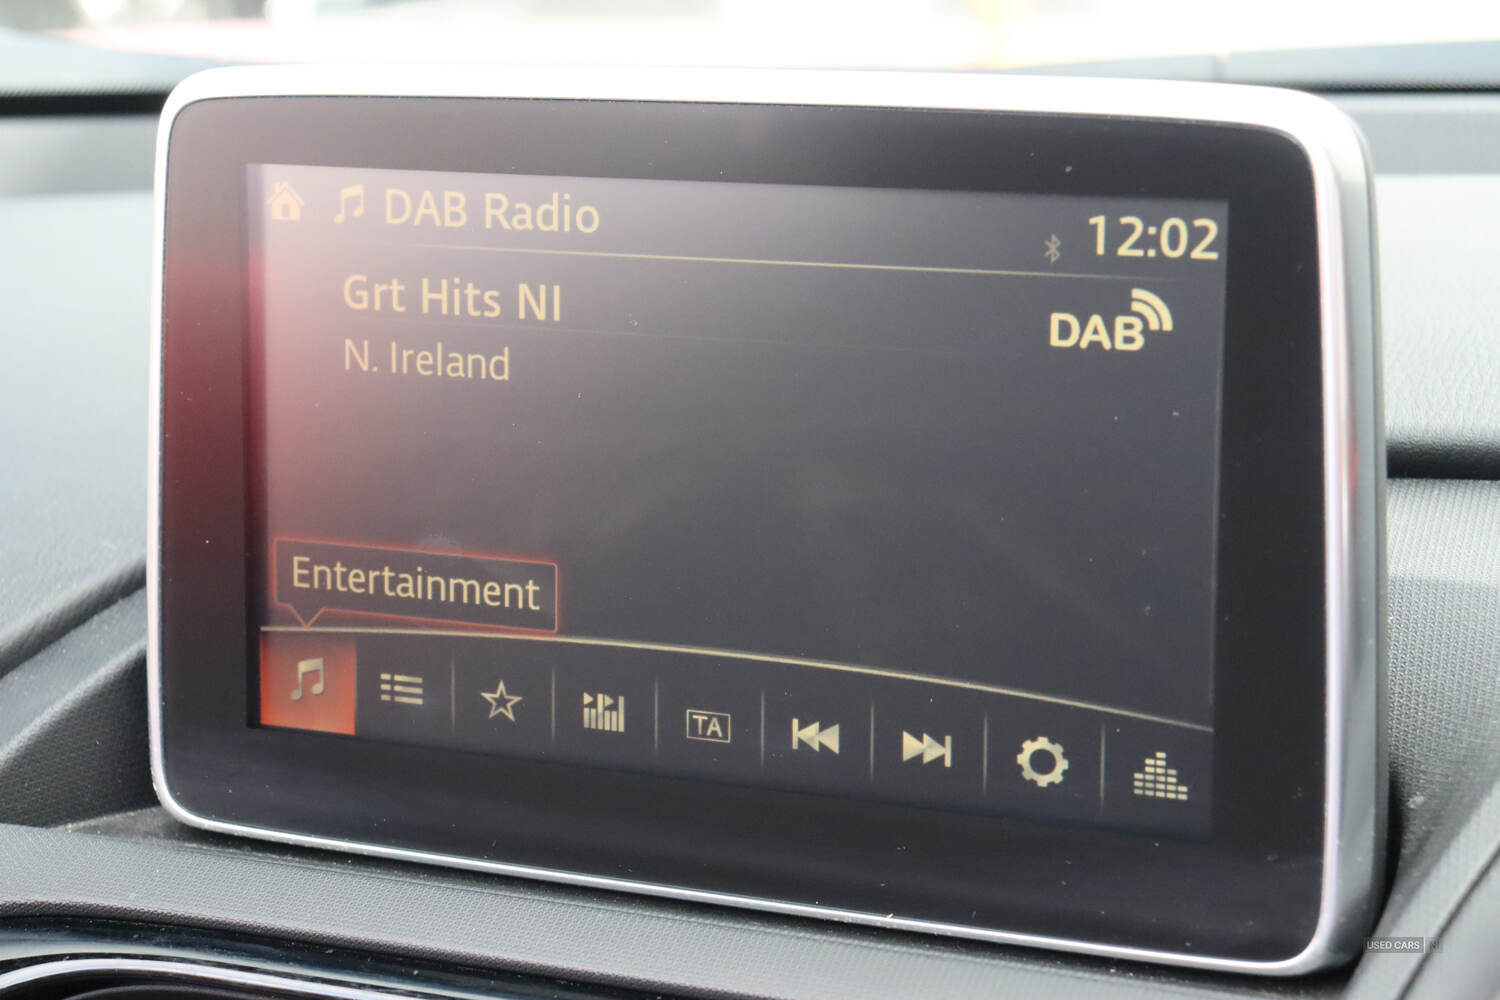 DAB Radio
12:02
Grt Hits NI
DAB
N. Ireland
Entertainment
TA
USED CARS NI